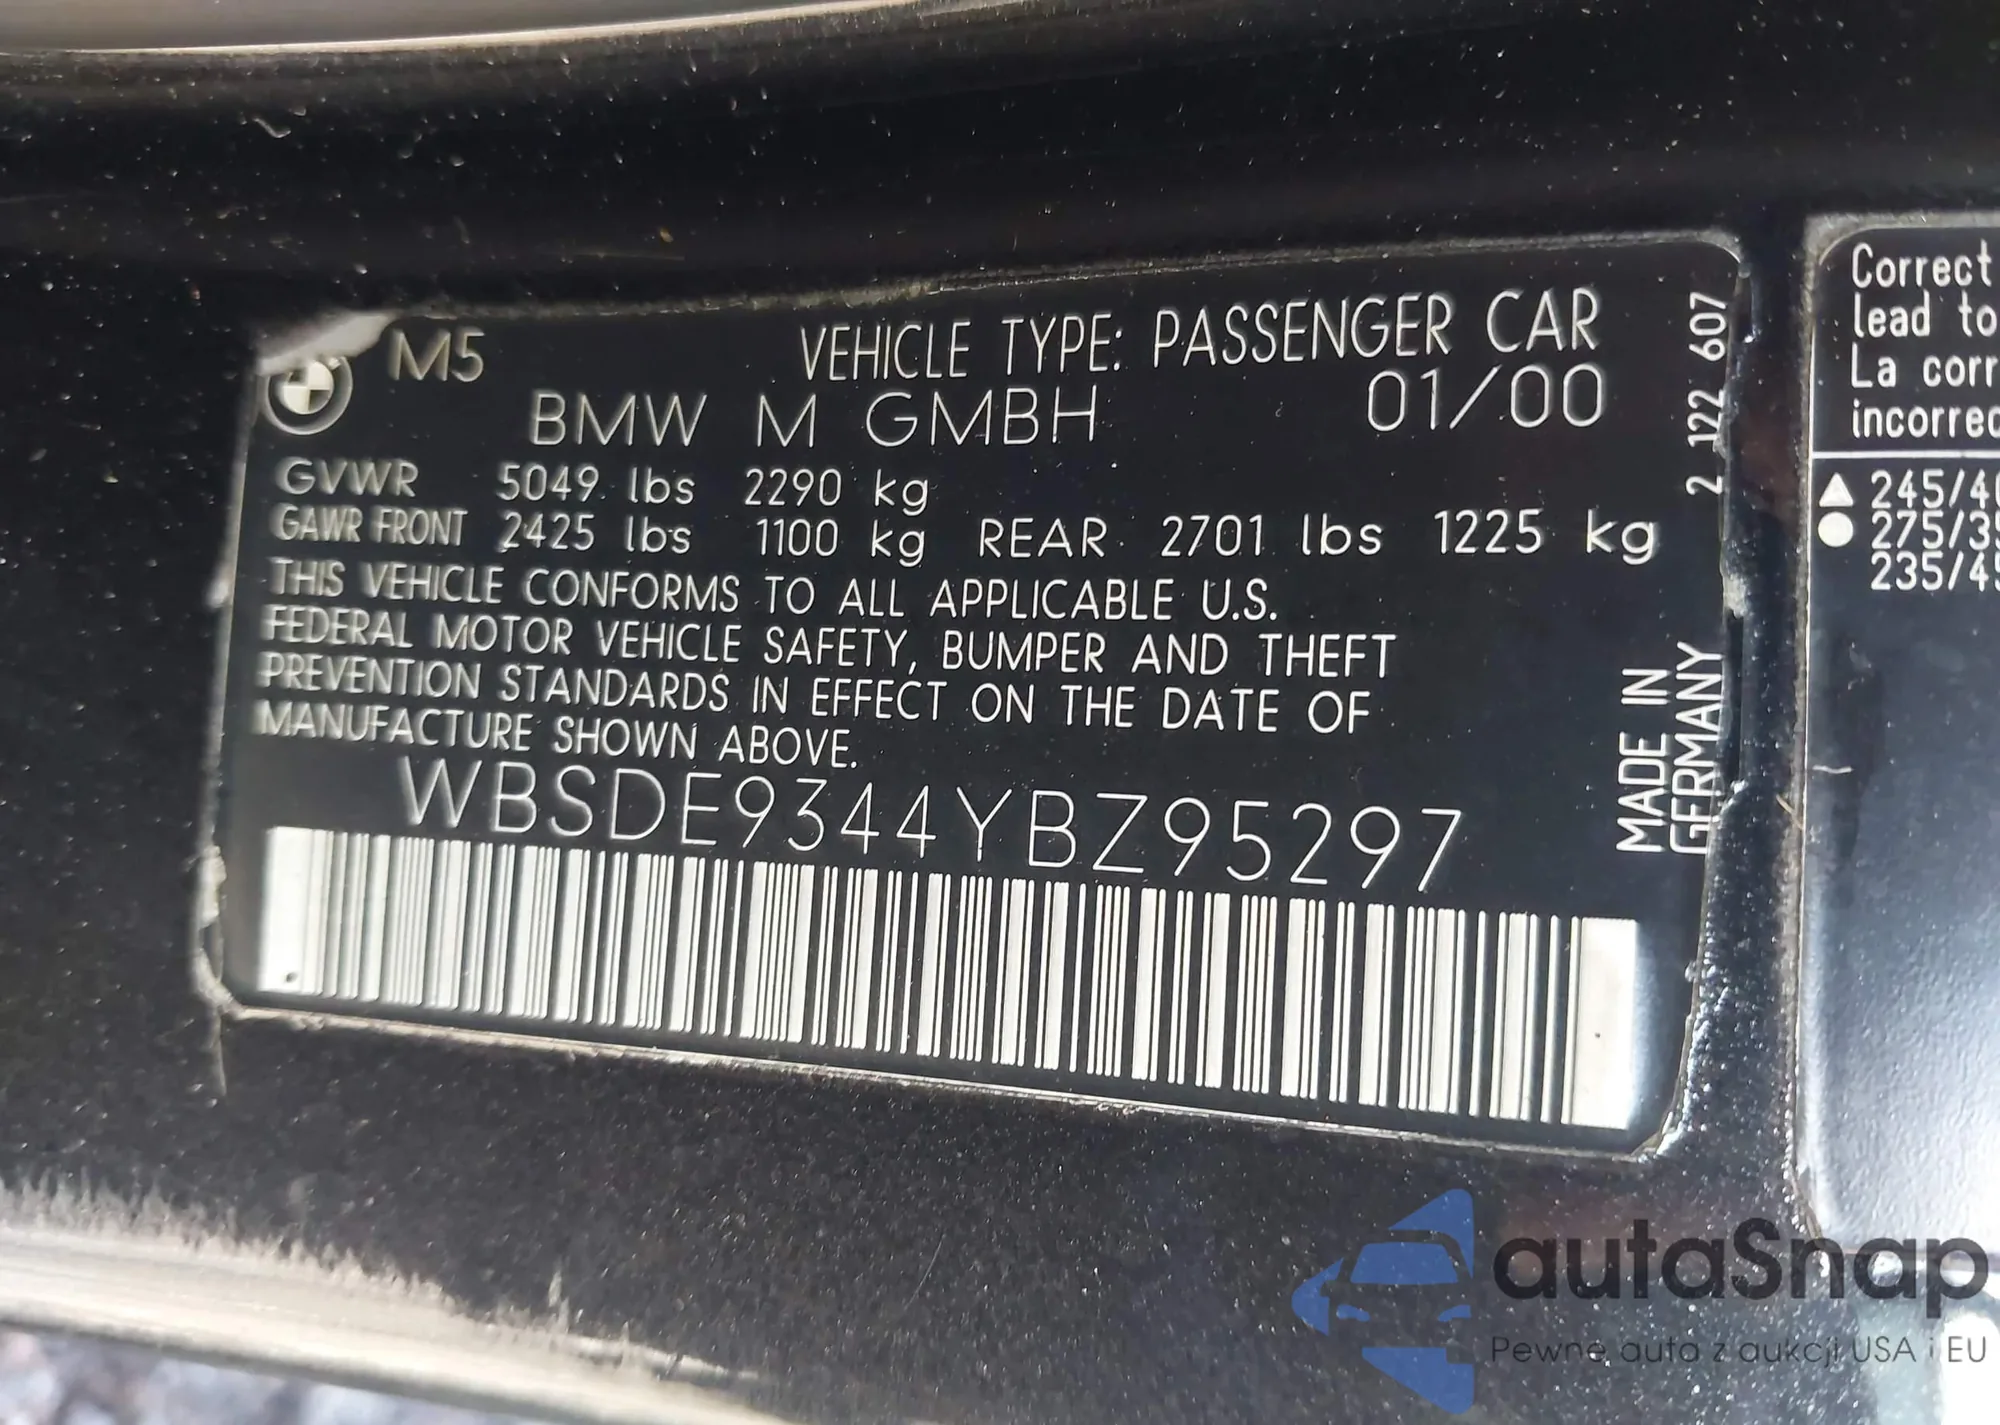 M5 VEHICLE TYPE: PASSENGER CAR
BMW M GMBH 01/00
GVWR 5049 lbs 2290 kg
GAWR FRONT 2425 lbs 1100 kg REAR 2701 lbs 1225 kg
THIS VEHICLE CONFORMS TO ALL APPLICABLE U.S.
FEDERAL MOTOR VEHICLE SAFETY, BUMPER AND THEFT
PREVENTION STANDARDS IN EFFECT ON THE DATE OF
MANUFACTURE SHOWN ABOVE.
WBSDE9344YBZ95297
2 122 607
MADE IN
GERMANY
Correct
lead to
La corr
incorrec
245/40
275/35
235/45
autaSnap
Pewne auta z aukcji USA i EU